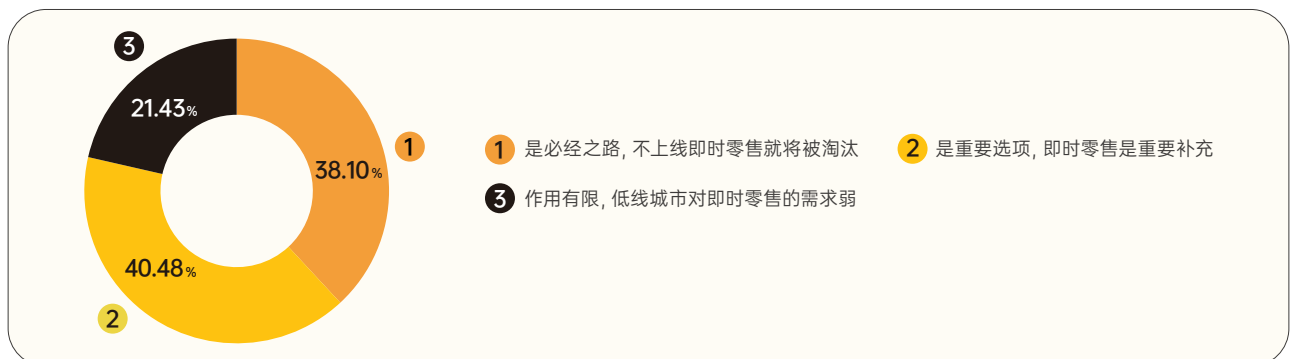 3
21.43%
1
38.10%
40.48%
2
1 是必经之路, 不上线即时零售就将被淘汰
2 是重要选项, 即时零售是重要补充
3 作用有限, 低线城市对即时零售的需求弱